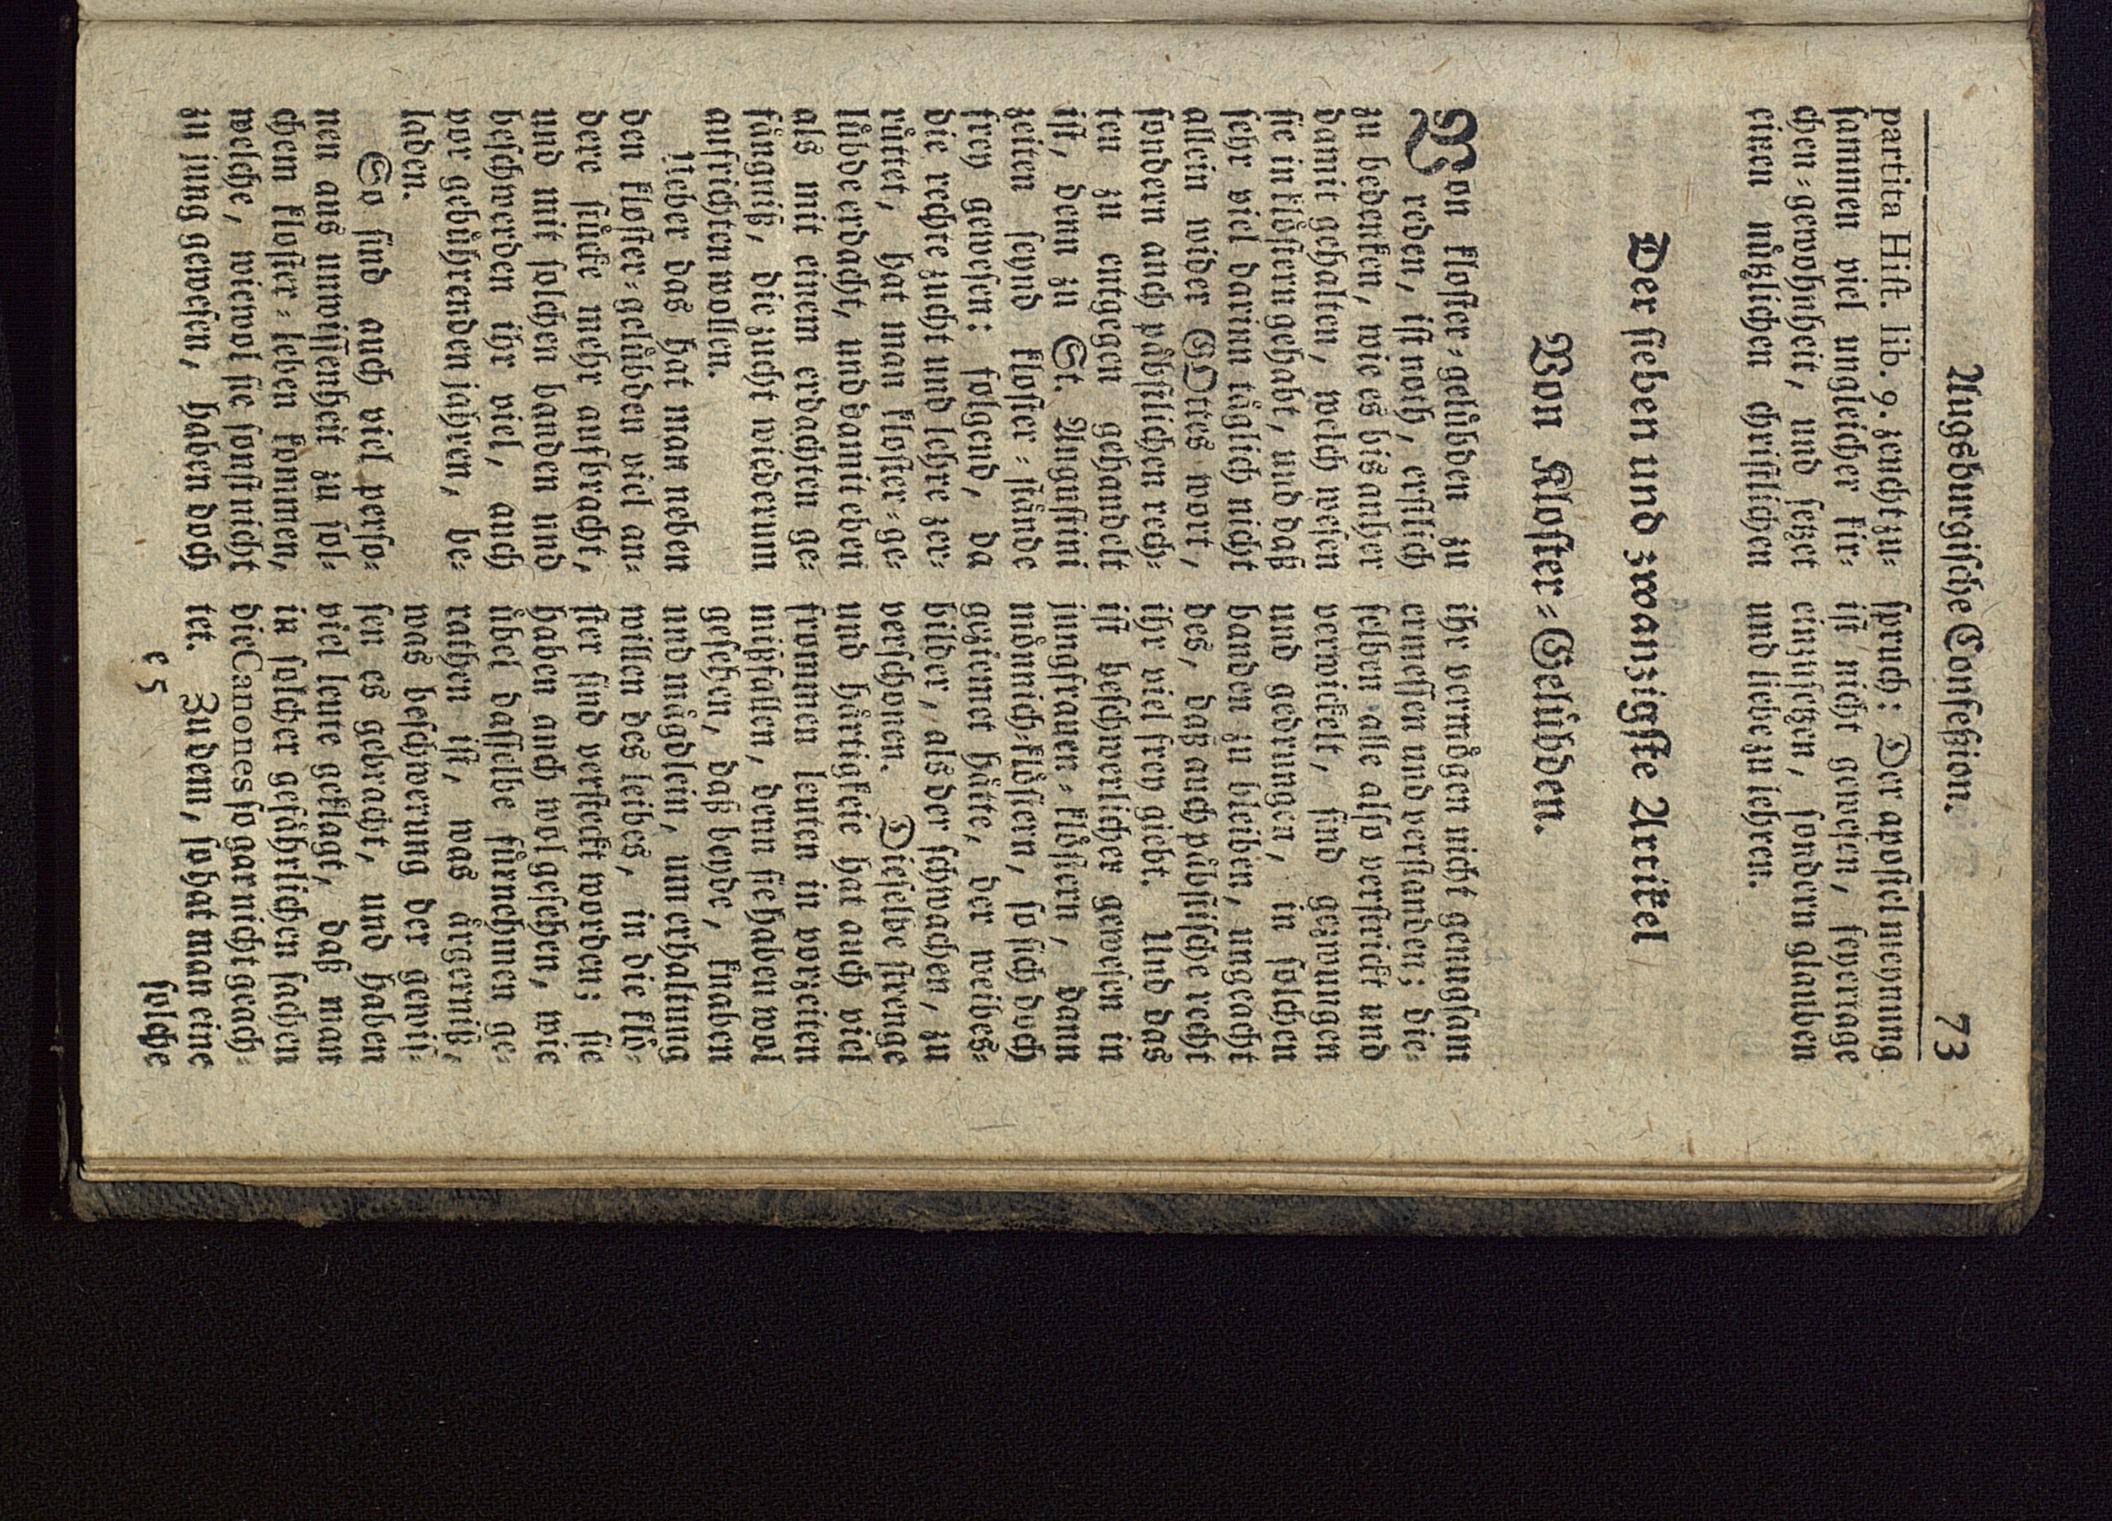 Augsburgische Confeßion. 73
partita Hist. lib. 9. zeucht zu-
sammen viel ungleicher kir-
chen-gewohnheit, und setzet
einen nützlichen christlichen
spruch: Der apostel meynung
ist nicht gewesen, feyertage
einzusetzen, sondern glauben
und liebe zu lehren.
Der sieben und zwanzigste Artikel
Von Kloster-Gelübden.
Von kloster-gelübden zu
reden, ist noth, erstlich
zu bedenken, wie es bis anher
damit gehalten, welch wesen
sie in klöstern gehabt, und daß
sehr viel darinn täglich nicht
allein wider GOttes wort,
sondern auch päbstlichen rech-
ten zu entgegen gehandelt
ist, denn zu St. Augustini
zeiten seynd kloster-stände
frey gewesen: folgend, da
die rechte zucht und lehre zer-
rüttet, hat man kloster-ge-
lübde erdacht, und damit eben
als mit einem erdachten ge-
fängniß, die zucht wiederum
aufrichten wollen.
Ueber das hat man neben
den kloster-gelübden viel an-
dere stücke mehr aufbracht,
und mit solchen banden und
beschwerden ihr viel, auch
vor gebührenden jahren, be-
laden.
So sind auch viel perso-
nen aus unwissenheit zu sol-
chem kloster-leben kommen,
welche, wiewol sie sonst nicht
zu jung gewesen, haben doch
ihr vermögen nicht genugsam
ermessen und verstanden; die-
selben alle also verstrickt und
verwickelt, sind gezwungen
und gedrungen, in solchen
banden zu bleiben, ungeacht
des, daß auch päbstische recht
ihr viel frey giebt. Und das
ist beschwerlicher gewesen in
jungfrauen-klöstern, dann
mönnich-klöstern, so sich doch
geziemet hätte, der weibes-
bilder, als der schwachen, zu
verschonen. Dieselbe strenge
und härtigkeit hat auch viel
frommen leuten in vorzeiten
mißfallen, denn sie haben wol
gesehen, daß beyde, knaben
und mägdlein, um erhaltung
willen des leibes, in die klö-
ster sind versteckt worden; sie
haben auch wol gesehen, wie
übel dasselbe fürnehmen ge-
rathen ist, was ärgerniß,
was beschwerung der gewis-
sen es gebracht, und haben
viel leute geklagt, daß man
in solcher gefährlichen sachen
die Canones so gar nicht geach-
tet. Zudem, so hat man eine
e 5 solche